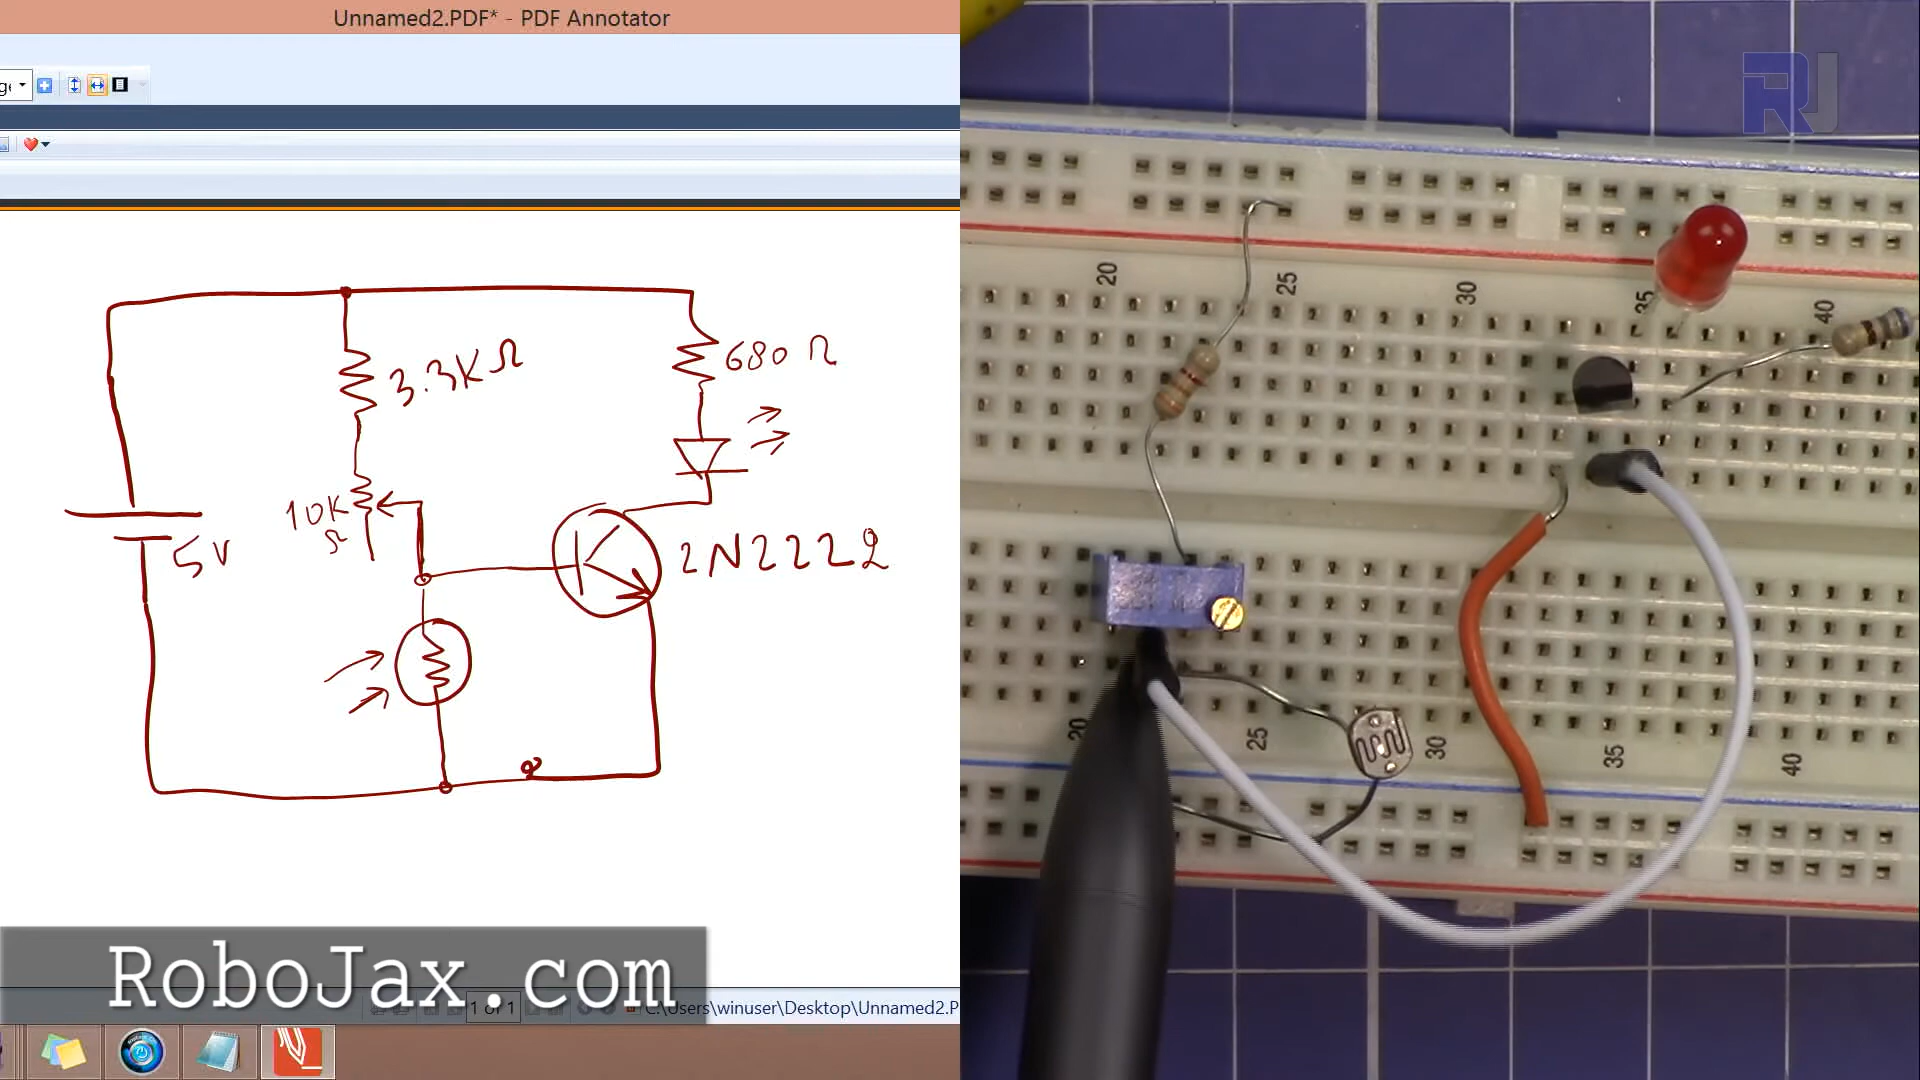 Unnamed2.PDF* - PDF Annotator
3.3KΩ
680 Ω
10K
Ω
5V
2N2222
RoboJax.com
1 of 1
C:\Users\winuser\Desktop\Unnamed2.P
RJ
20
25
30
35
40
20
25
30
35
40